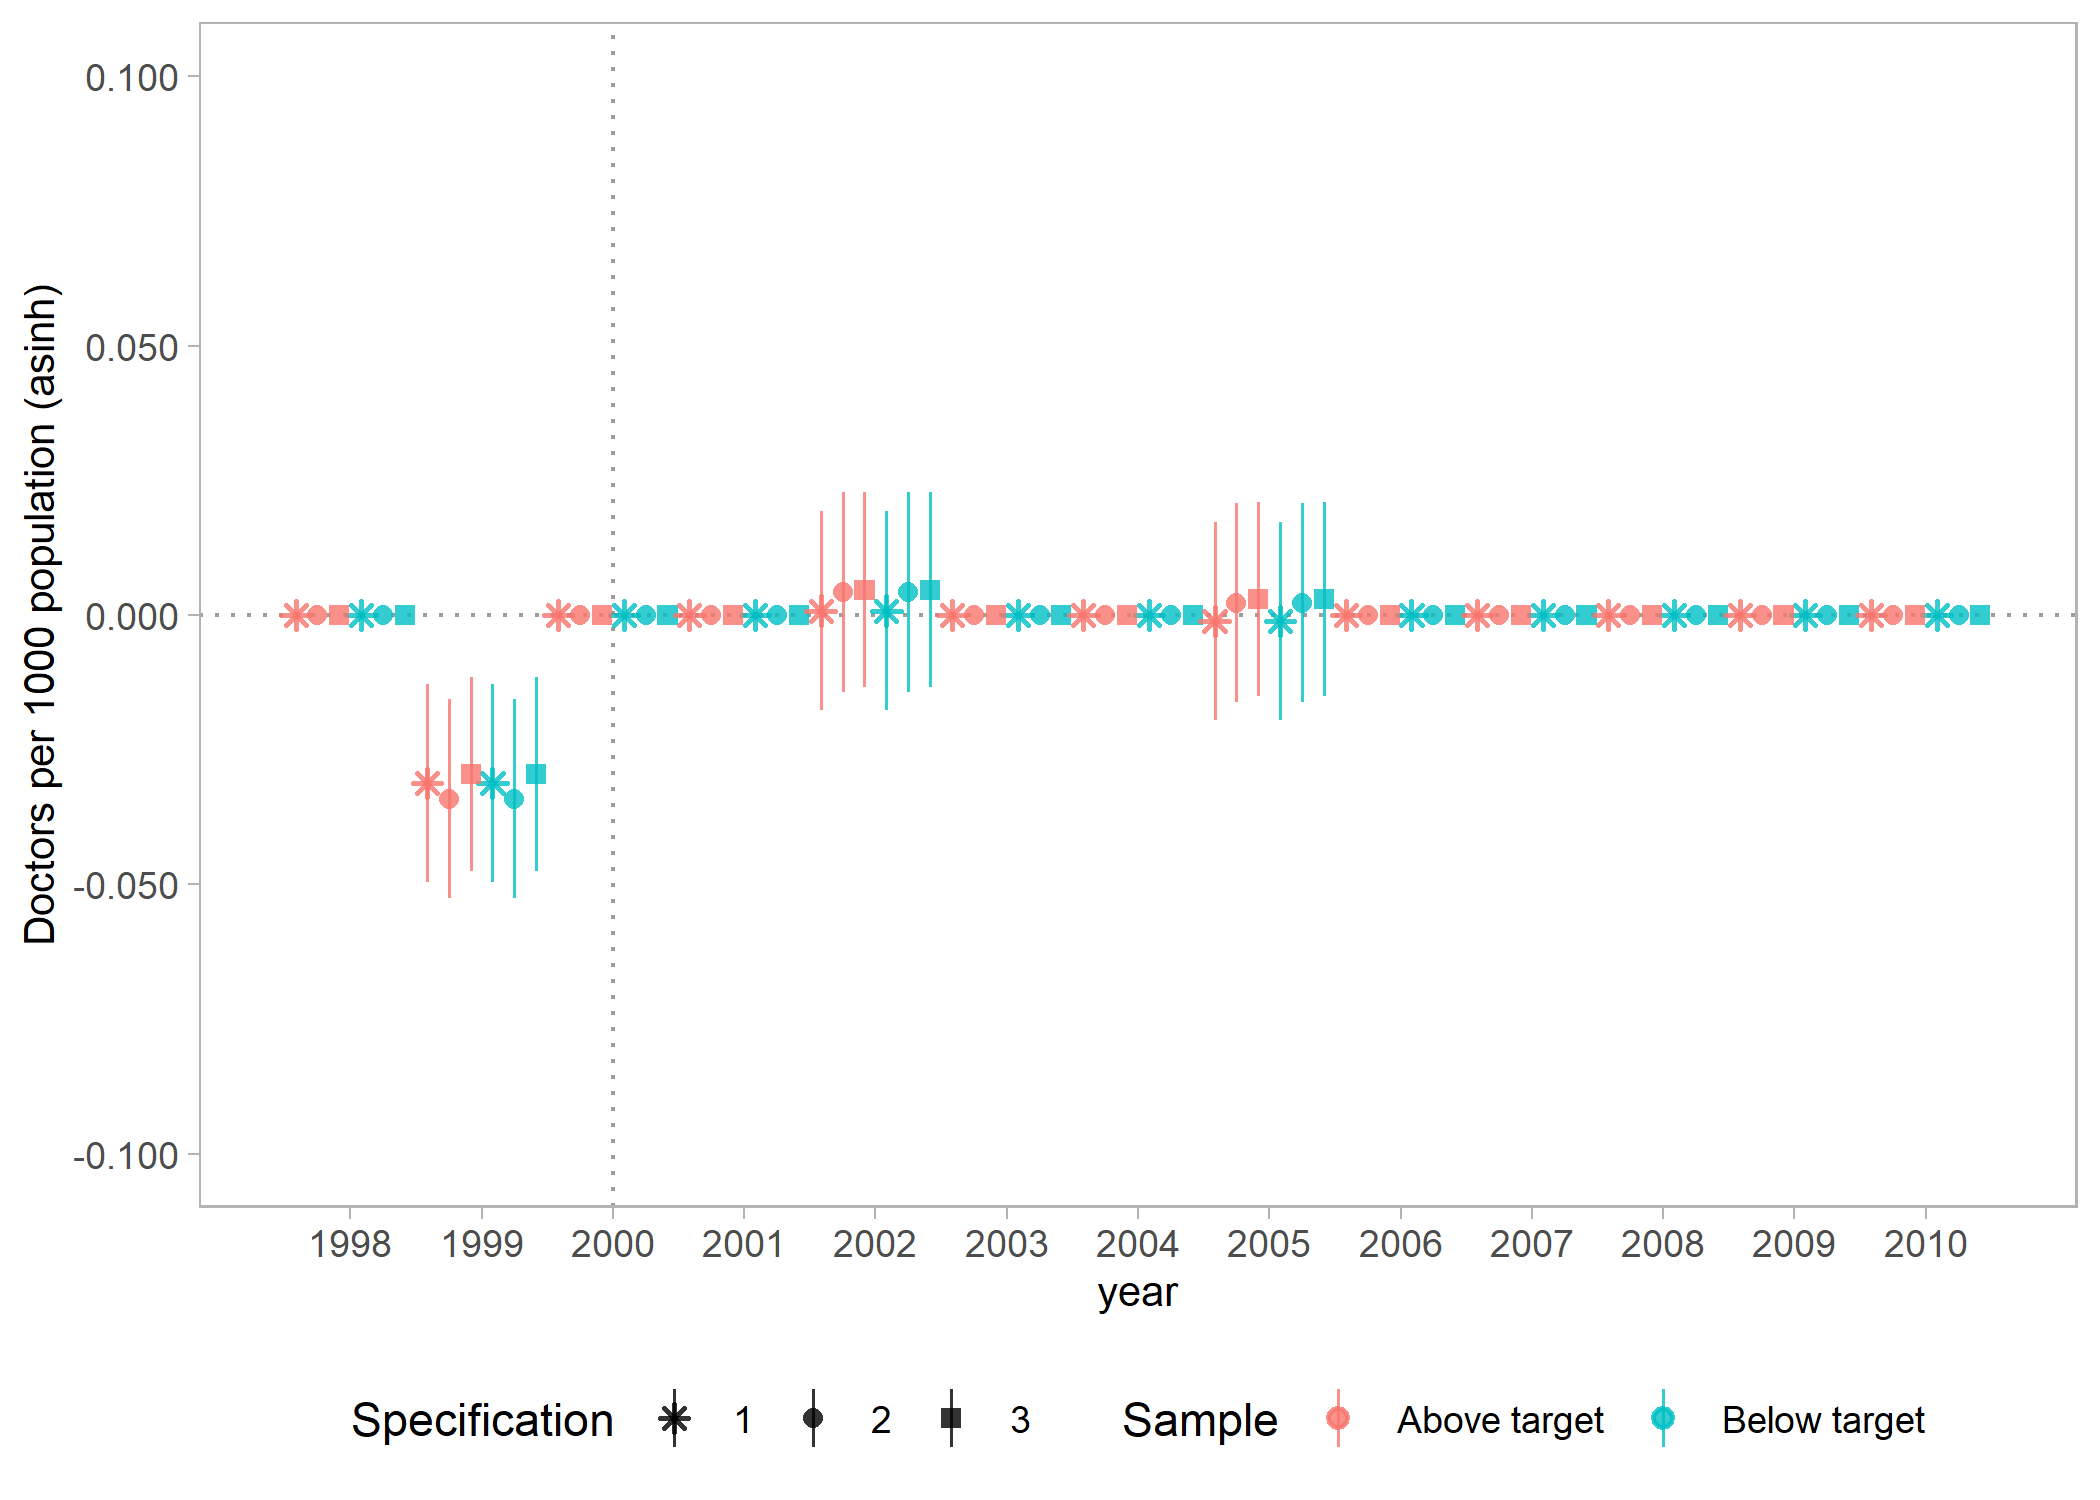 Doctors per 1000 population (asinh)
0.100
0.050
0.000
-0.050
-0.100
1998 1999 2000 2001 2002 2003 2004 2005 2006 2007 2008 2009 2010
year
Specification 1 2 3 Sample Above target Below target